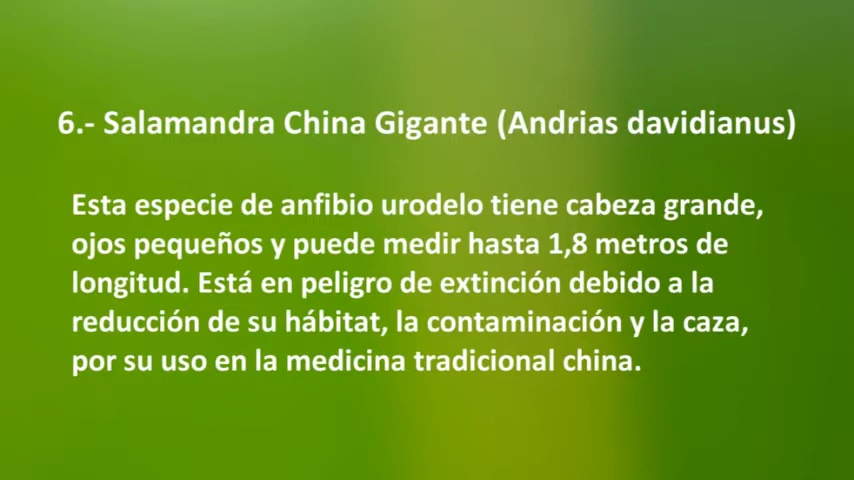 6.- Salamandra China Gigante (Andrias davidianus)
Esta especie de anfibio urodelo tiene cabeza grande,
ojos pequeños y puede medir hasta 1,8 metros de
longitud. Está en peligro de extinción debido a la
reducción de su hábitat, la contaminación y la caza,
por su uso en la medicina tradicional china.